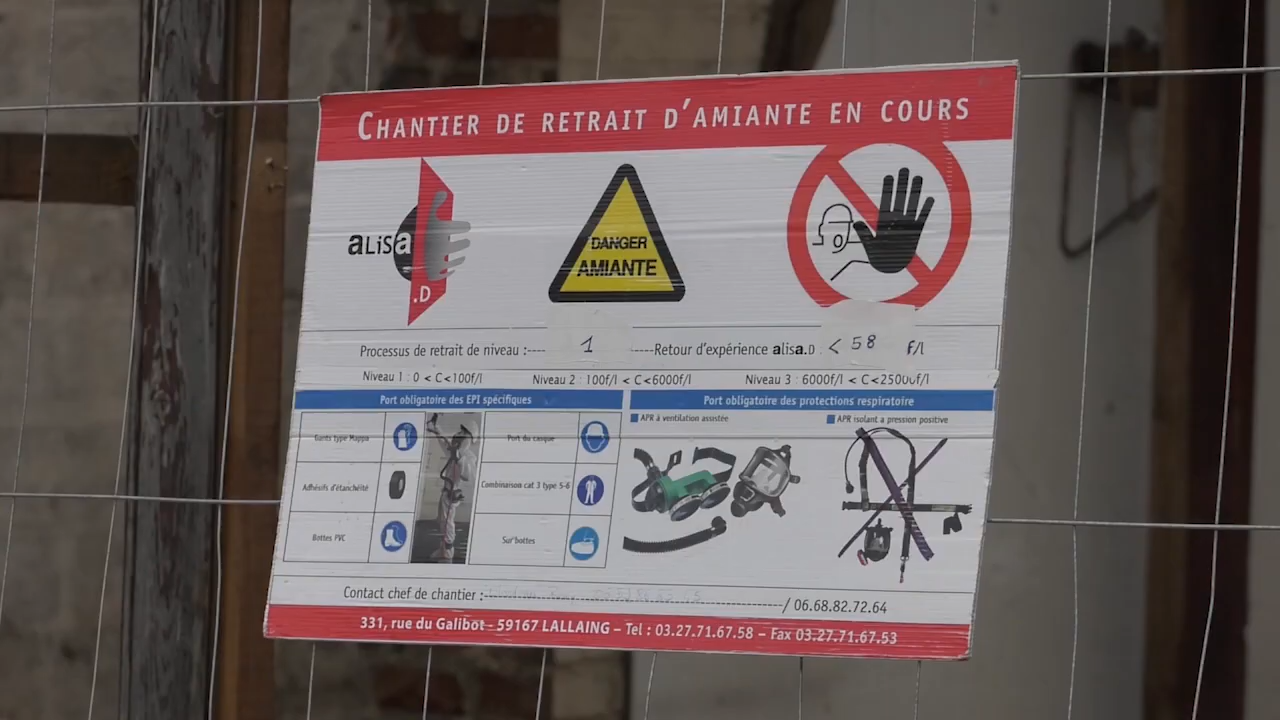 CHANTIER DE RETRAIT D'AMIANTE EN COURS
aLiSa
.D
DANGER
AMIANTE
Processus de retrait de niveau :---- 1 -----Retour d'expérience alisa.D : < 58 f/l
Niveau 1 : 0 < C<100f/l Niveau 2 : 100f/l < C<6000f/l Niveau 3 : 6000f/l < C<25000f/l
Port obligatoire des EPI spécifiques
Port obligatoire des protections respiratoire
APR à ventilation assistée
APR isolant a pression positive
Gants type Mappa
Port du casque
Adhésifs d'étanchéité
Combinaison cat 3 type 5-6
Bottes PVC
Sur'bottes
Contact chef de chantier : / 06.68.82.72.64
331, rue du Galibot - 59167 LALLAING – Tel : 03.27.71.67.58 – Fax 03.27.71.67.53